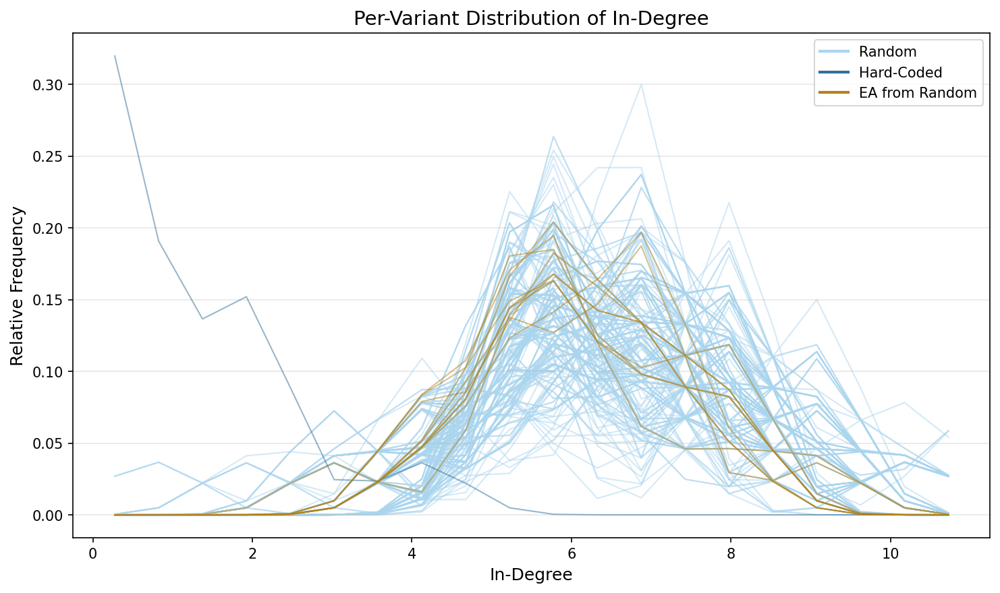 Per-Variant Distribution of In-Degree
Random
Hard-Coded
EA from Random
Relative Frequency
0.30
0.25
0.20
0.15
0.10
0.05
0.00
0 2 4 6 8 10
In-Degree